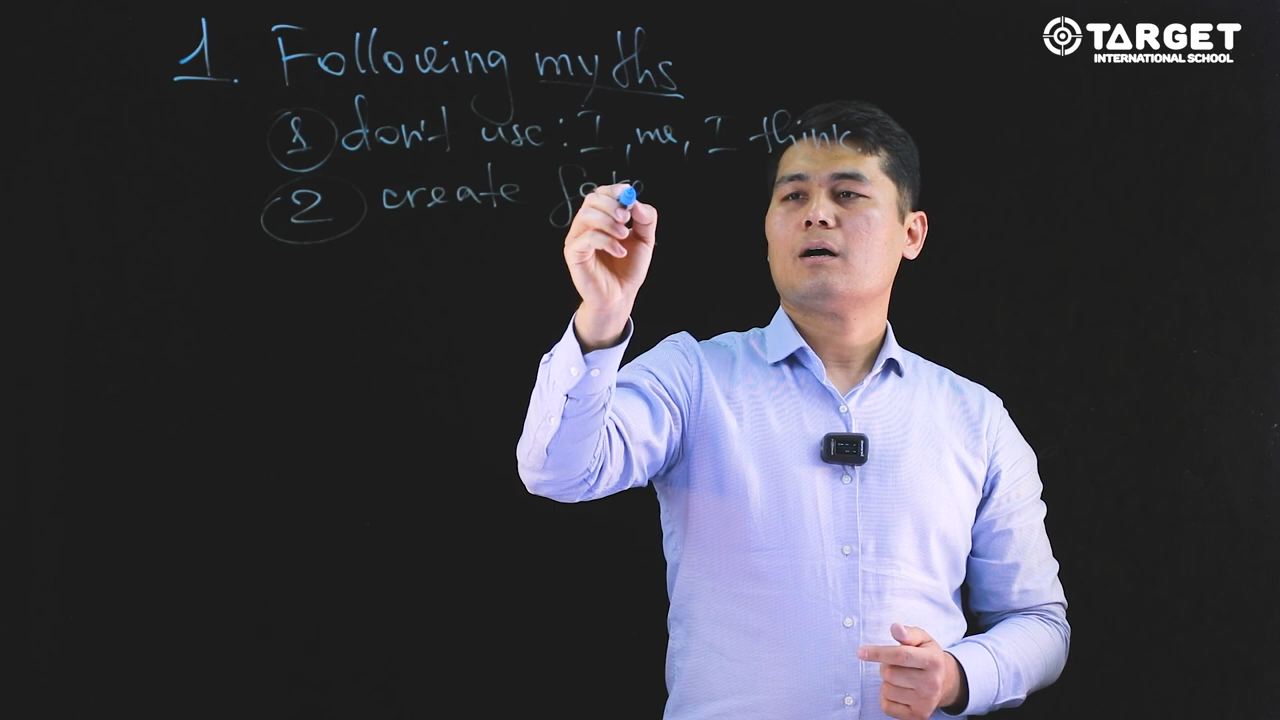 1. Following myths
1 don't use: I, me, I think.
2 create
TARGET
INTERNATIONAL SCHOOL